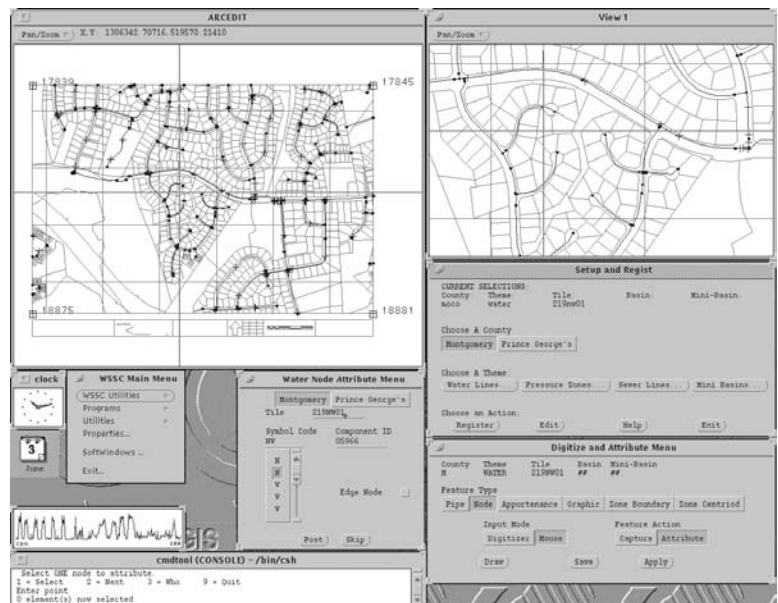 ARCEDIT
Pan/Zoom X,Y: 1306342.70716,519570.21410
17839 17845
18875 18881
View 1
Pan/Zoom
Setup and Regist
CURRENT SELECTIONS:
County: Theme: Tile: Basin: Mini-Basin:
moco water 219nw01
Choose A County
Montgomery Prince George's
Choose A Theme:
Water Lines... Pressure Zones... Sewer Lines... Mini Basins...
Choose an Action:
Register Edit Help Exit
clock
3
June
WSSC Main Menu
WSSC Utilities
Programs
Utilities
Properties...
SoftWindows ...
Exit...
Water Node Attribute Menu
Montgomery Prince George's
Tile 219NW01
Symbol Code Component ID
NV 05966
N
N
V
V
V
Edge Node
Post Skip
Digitize and Attribute Menu
County Theme Tile Basin Mini-Basin
M WATER 219NW01 ## ##
Feature Type
Pipe Node Appurtenance Graphic Zone Boundary Zone Centriod
Input Mode Feature Action
Digitizer Mouse Capture Attribute
Draw Save Apply
cpu 100
GIS
cmdtool (CONSOLE) - /bin/csh
Select ONE node to attribute.
1 = Select 2 = Next 3 = Who 9 = Quit
Enter point
0 element(s) now selected